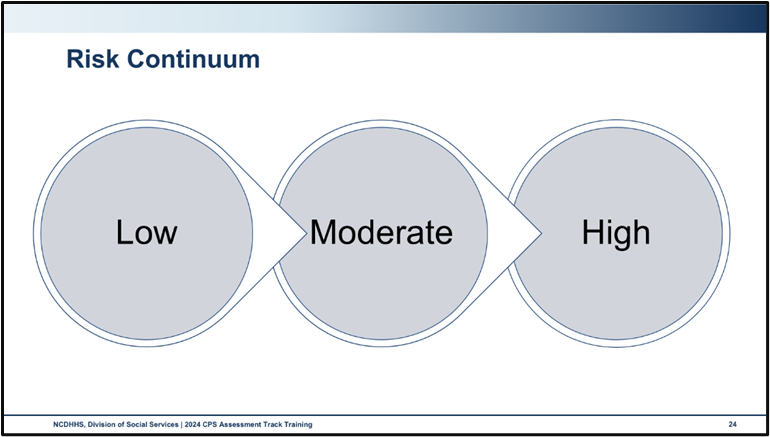 Risk Continuum
Low
Moderate
High
NCDHHS, Division of Social Services | 2024 CPS Assessment Track Training
24